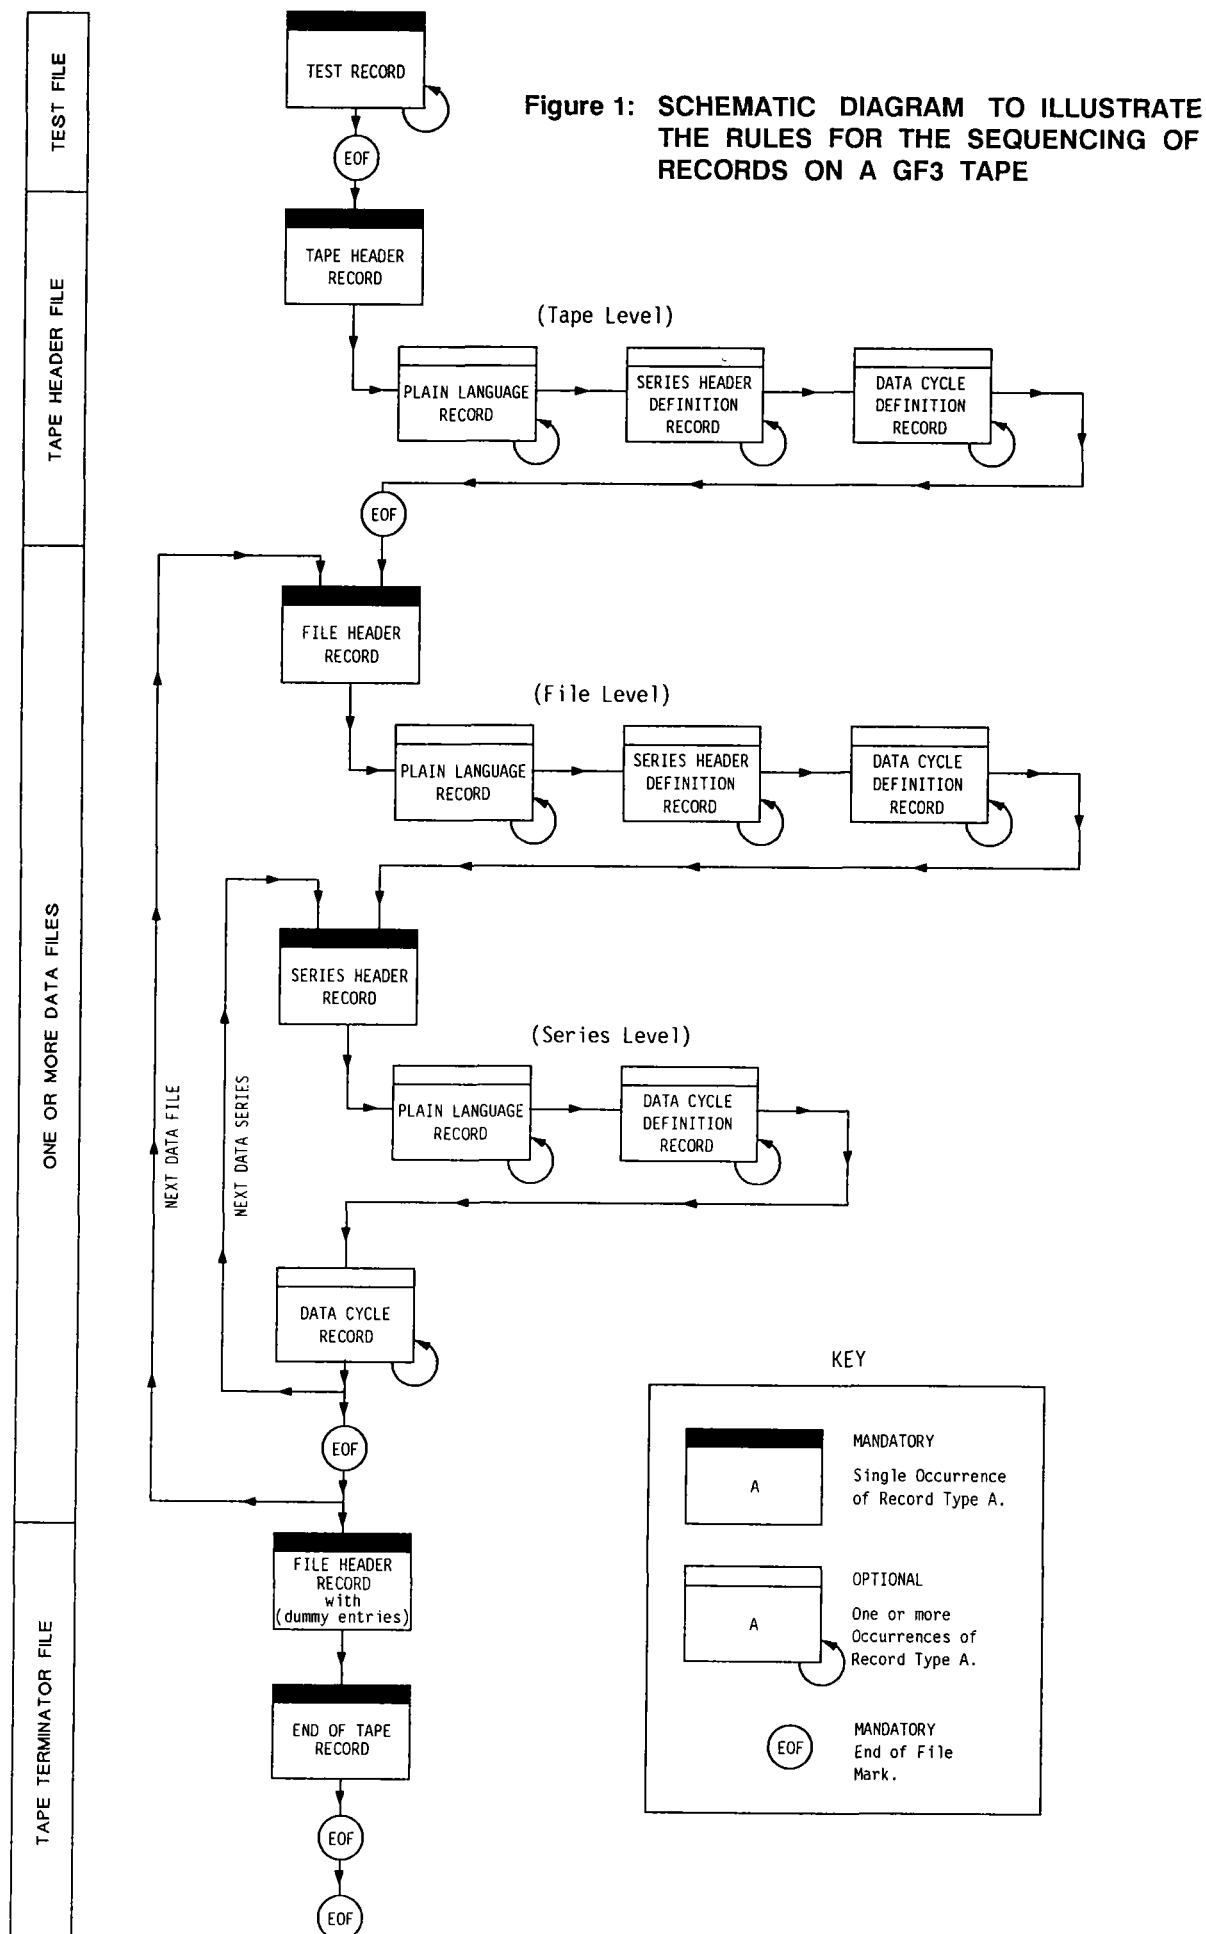 TEST FILE
TEST RECORD
Figure 1: SCHEMATIC DIAGRAM TO ILLUSTRATE
THE RULES FOR THE SEQUENCING OF
RECORDS ON A GF3 TAPE
EOF
TAPE HEADER FILE
TAPE HEADER
RECORD
(Tape Level)
PLAIN LANGUAGE
RECORD
SERIES HEADER
DEFINITION
RECORD
DATA CYCLE
DEFINITION
RECORD
EOF
ONE OR MORE DATA FILES
FILE HEADER
RECORD
(File Level)
PLAIN LANGUAGE
RECORD
SERIES HEADER
DEFINITION
RECORD
DATA CYCLE
DEFINITION
RECORD
SERIES HEADER
RECORD
(Series Level)
PLAIN LANGUAGE
RECORD
DATA CYCLE
DEFINITION
RECORD
NEXT DATA FILE
NEXT DATA SERIES
DATA CYCLE
RECORD
EOF
TAPE TERMINATOR FILE
FILE HEADER
RECORD
with
(dummy entries)
END OF TAPE
RECORD
EOF
EOF
KEY
A
MANDATORY
Single Occurrence
of Record Type A.
A
OPTIONAL
One or more
Occurrences of
Record Type A.
EOF
MANDATORY
End of File
Mark.